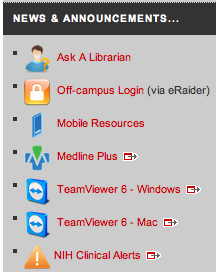 NEWS & ANNOUNCEMENTS...
Ask A Librarian
Off-campus Login (via eRaider)
Mobile Resources
Medline Plus
TeamViewer 6 - Windows
TeamViewer 6 - Mac
NIH Clinical Alerts